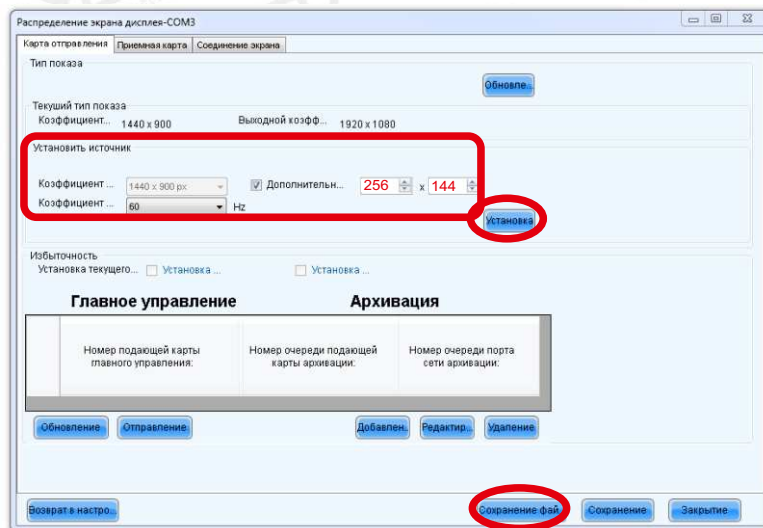 Распределение экрана дисплея-COM3
Карта отправления Приемная карта Соединение экрана
Тип показа
Обновле...
Текуший тип показа
Коэффициент... 1440 x 900 Выходной коэфф... 1920 x 1080
Установить источник
Коэффициент ... 1440 x 900 px Дополнительн... 256 x 144
Коэффициент ... 60 Hz
Установка
Избыточность
Установка текущего... Установка ... Установка ...
Главное управление Архивация
Номер подающей карты главного управления: Номер очереди подающей карты архивации: Номер очереди порта сети архивации:
Обновление Отправление Добавлен.. Редактир... Удаление
Возврат в настро... Сохранение фай Сохранение Закрытие